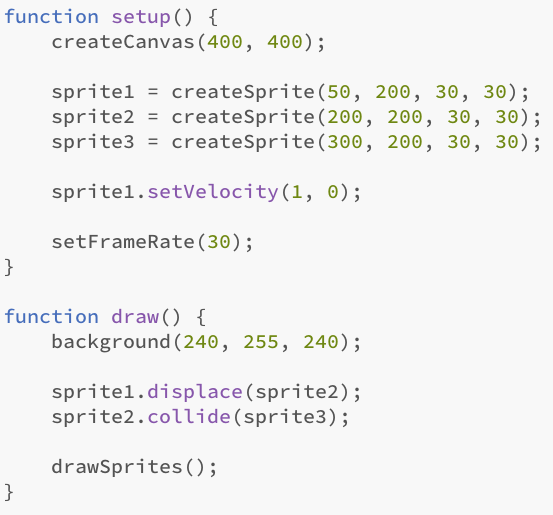 function setup() {
    createCanvas(400, 400);

    sprite1 = createSprite(50, 200, 30, 30);
    sprite2 = createSprite(200, 200, 30, 30);
    sprite3 = createSprite(300, 200, 30, 30);

    sprite1.setVelocity(1, 0);

    setFrameRate(30);
}

function draw() {
    background(240, 255, 240);

    sprite1.displace(sprite2);
    sprite2.collide(sprite3);

    drawSprites();
}